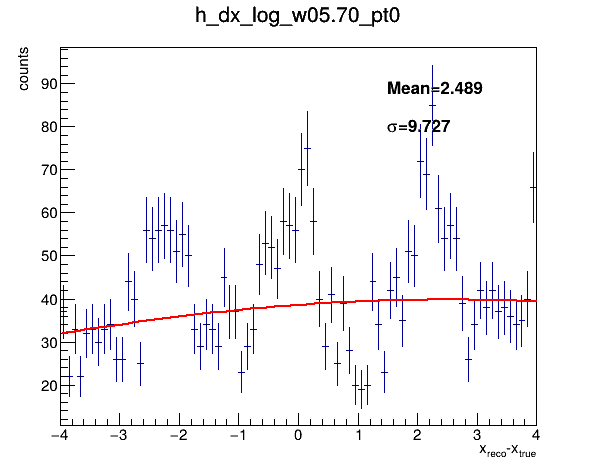 h_dx_log_w05.70_pt0
counts
Mean=2.489
σ=9.727
90
80
70
60
50
40
30
20
−4 −3 −2 −1 0 1 2 3 4
x_reco-x_true